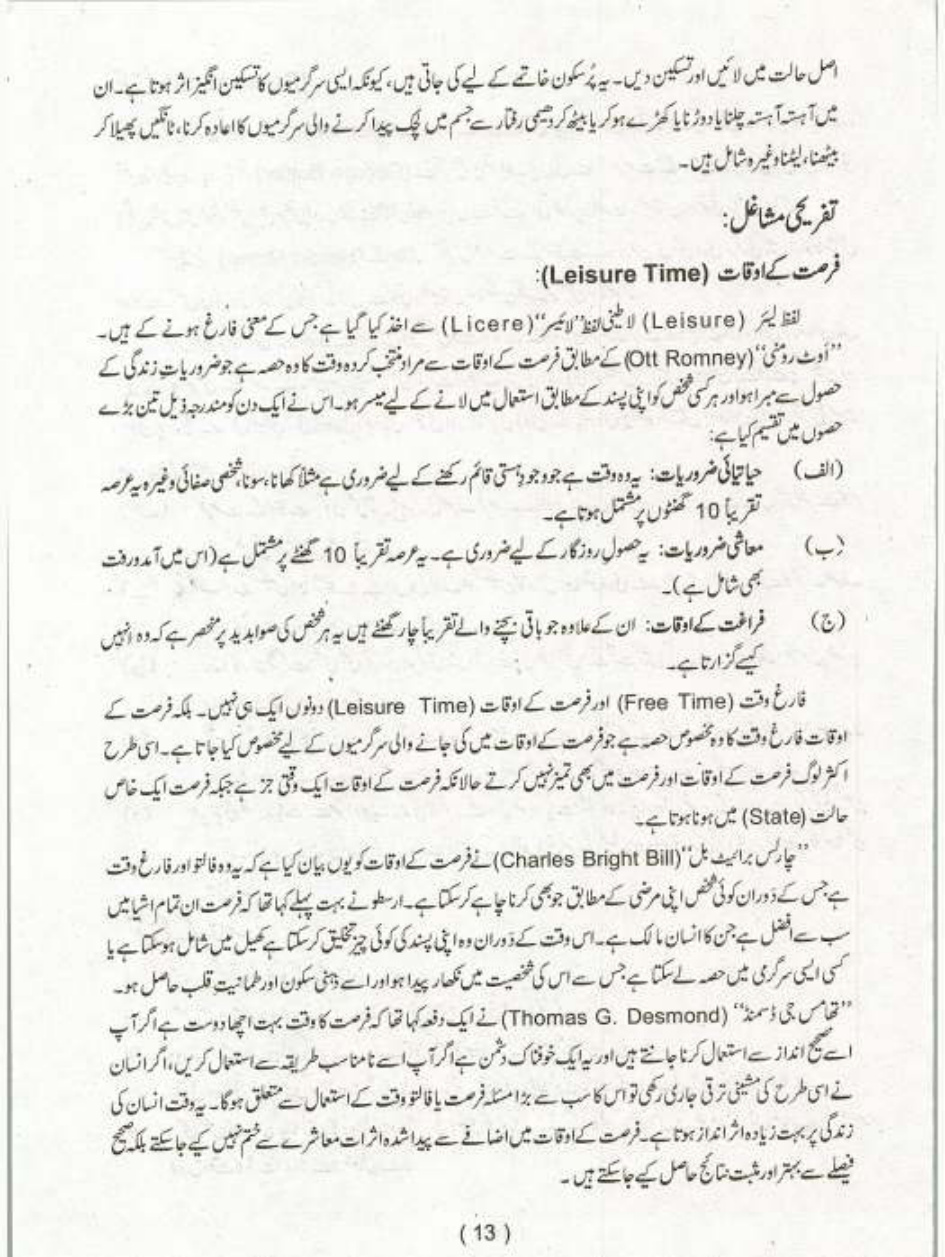 اصل حالت میں لائیں اور تسکین دیں۔ یہ پُرسکون خاتمے کے لیے کی جاتی ہیں، کیونکہ ایسی سرگرمیوں کا تسکین انگیز اثر ہوتا ہے۔ ان
میں آہستہ آہستہ چلنا یا دوڑنا یا کھڑے ہو کر یا بیٹھ کر دھیمی رفتار سے جسم میں لچک پیدا کرنے والی سرگرمیوں کا اعادہ کرنا، ٹانگیں پھیلا کر
بیٹھنا، لیٹنا وغیرہ شامل ہیں۔
تفریحی مشاغل:
فرصت کے اوقات (Leisure Time):
لفظ لیئر (Leisure) لاطینی لفظ ”لائیسر“ (Licere) سے اخذ کیا گیا ہے جس کے معنی فارغ ہونے کے ہیں۔
”اوٹ رومنی“ (Ott Romney) کے مطابق فرصت کے اوقات سے مراد منتخب کردہ وقت کا وہ حصہ ہے جو ضروریاتِ زندگی کے
حصول سے مبرا ہو اور ہر کسی شخص کو اپنی پسند کے مطابق استعمال میں لانے کے لیے میسر ہو۔ اس نے ایک دن کو مندرجہ ذیل تین بڑے
حصوں میں تقسیم کیا ہے:
(الف) حیاتیاتی ضروریات: یہ وہ وقت ہے جو وجودِ ہستی قائم رکھنے کے لیے ضروری ہے مثلاً کھانا، سونا، شخصی صفائی وغیرہ یہ عرصہ
تقریباً 10 گھنٹوں پر مشتمل ہوتا ہے۔
(ب) معاشی ضروریات: یہ حصولِ روزگار کے لیے ضروری ہے۔ یہ عرصہ تقریباً 10 گھنٹے پر مشتمل ہے (اس میں آمدورفت
بھی شامل ہے)۔
(ج) فراغت کے اوقات: ان کے علاوہ جو باقی بچنے والے تقریباً چار گھنٹے ہیں یہ ہر شخص کی صوابدید پر منحصر ہے کہ وہ انہیں
کیسے گزارتا ہے۔
فارغ وقت (Free Time) اور فرصت کے اوقات (Leisure Time) دونوں ایک ہی نہیں۔ بلکہ فرصت کے
اوقات فارغ وقت کا وہ مخصوص حصہ ہے جو فرصت کے اوقات میں کی جانے والی سرگرمیوں کے لیے مخصوص کیا جاتا ہے۔ اسی طرح
اکثر لوگ فرصت کے اوقات اور فرصت میں بھی تمیز نہیں کرتے حالانکہ فرصت کے اوقات ایک وقتی جز ہے جبکہ فرصت ایک خاص
حالت (State) میں ہونا ہوتا ہے۔
”چارلس برائیٹ بل“ (Charles Bright Bill) نے فرصت کے اوقات کو یوں بیان کیا ہے کہ یہ وہ فالتو اور فارغ وقت
ہے جس کے دَوران کوئی شخص اپنی مرضی کے مطابق جو بھی کرنا چاہے کر سکتا ہے۔ ارسطو نے بہت پہلے کہا تھا کہ فرصت ان تمام اشیا میں
سب سے افضل ہے جن کا انسان مالک ہے۔ اس وقت کے دَوران وہ اپنی پسند کی کوئی چیز تخلیق کر سکتا ہے کھیل میں شامل ہو سکتا ہے یا
کسی ایسی سرگرمی میں حصہ لے سکتا ہے جس سے اس کی شخصیت میں نکھار پیدا ہو اور اسے ذہنی سکون اور طمانیتِ قلب حاصل ہو۔
”تھامس جی ڈسمنڈ“ (Thomas G. Desmond) نے ایک دفعہ کہا تھا کہ فرصت کا وقت بہت اچھا دوست ہے اگر آپ
اسے صحیح انداز سے استعمال کرنا جانتے ہیں اور یہ ایک خوفناک دشمن ہے اگر آپ اسے نامناسب طریقہ سے استعمال کریں، اگر انسان
نے اسی طرح کی مشینی ترقی جاری رکھی تو اس کا سب سے بڑا مسئلہ فرصت یا فالتو وقت کے استعمال سے متعلق ہو گا۔ یہ وقت انسان کی
زندگی پر بہت زیادہ اثر انداز ہوتا ہے۔ فرصت کے اوقات میں اضافے سے پیدا شدہ اثرات معاشرے سے ختم نہیں کیے جا سکتے بلکہ صحیح
فیصلے سے بہتر اور مثبت نتائج حاصل کیے جا سکتے ہیں۔
( 13 )